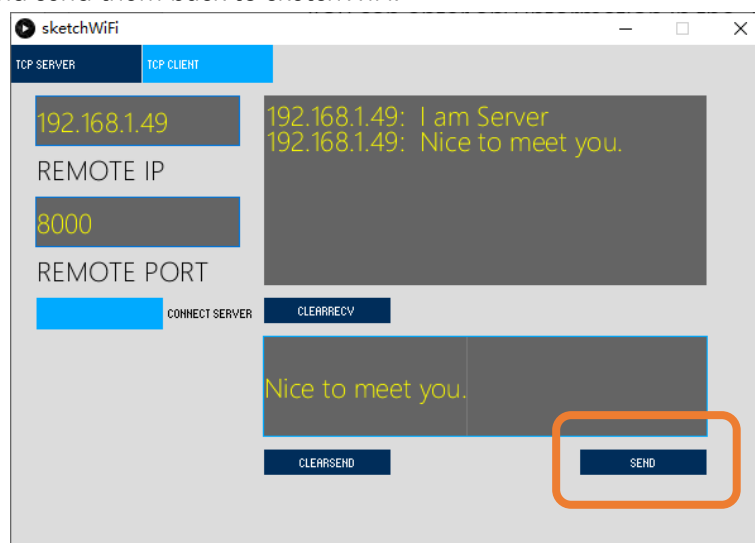 sketchWiFi
TCP SERVER
TCP CLIENT
192.168.1.49
REMOTE IP
8000
REMOTE PORT
CONNECT SERVER
192.168.1.49: I am Server
192.168.1.49: Nice to meet you.
CLEARRECV
Nice to meet you.
CLEARSEND
SEND